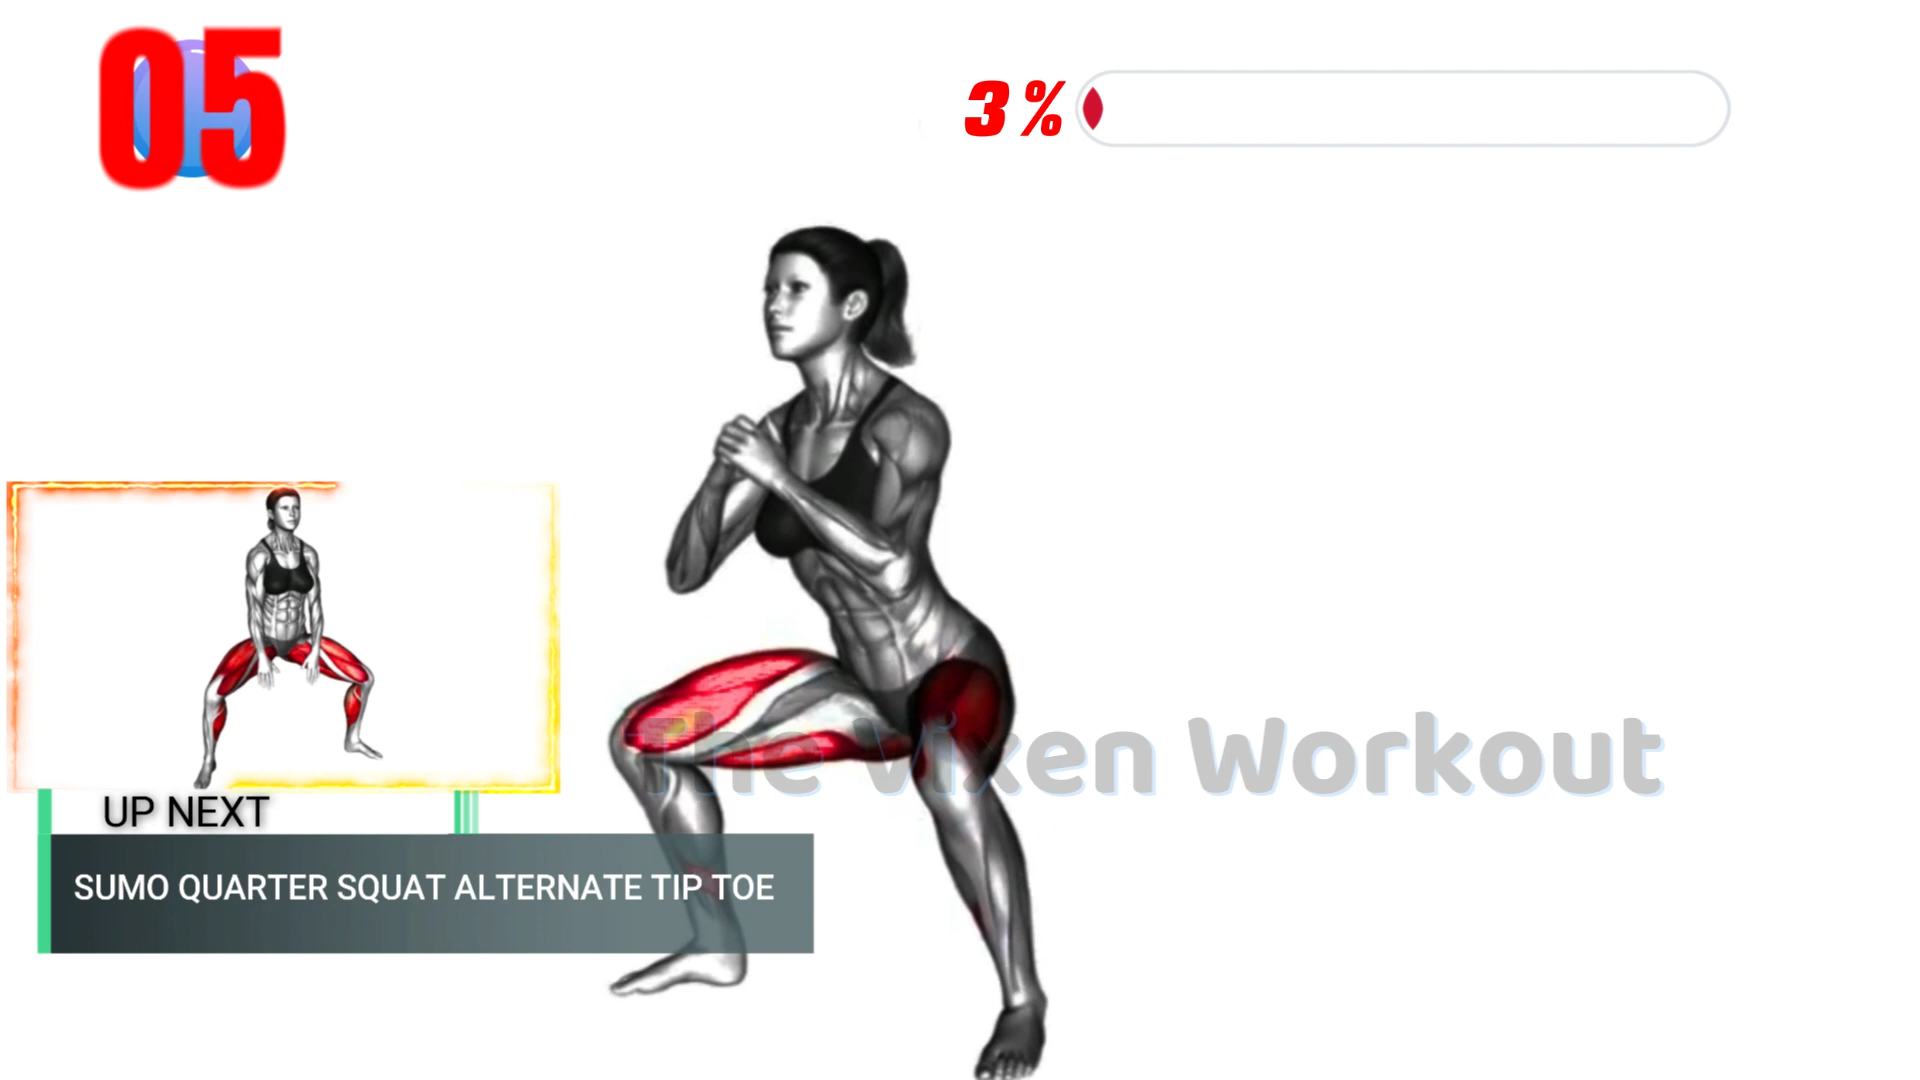 05
3%
The Vixen Workout
UP NEXT
SUMO QUARTER SQUAT ALTERNATE TIP TOE